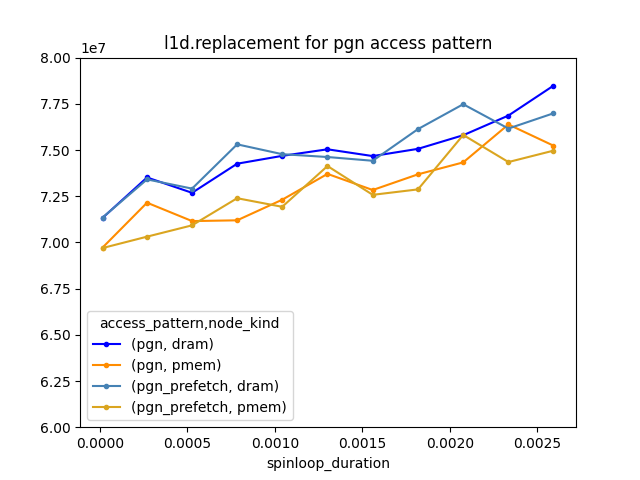 l1d.replacement for pgn access pattern
1e7
8.00
7.75
7.50
7.25
7.00
6.75
6.50
6.25
6.00
access_pattern,node_kind
(pgn, dram)
(pgn, pmem)
(pgn_prefetch, dram)
(pgn_prefetch, pmem)
0.0000 0.0005 0.0010 0.0015 0.0020 0.0025
spinloop_duration